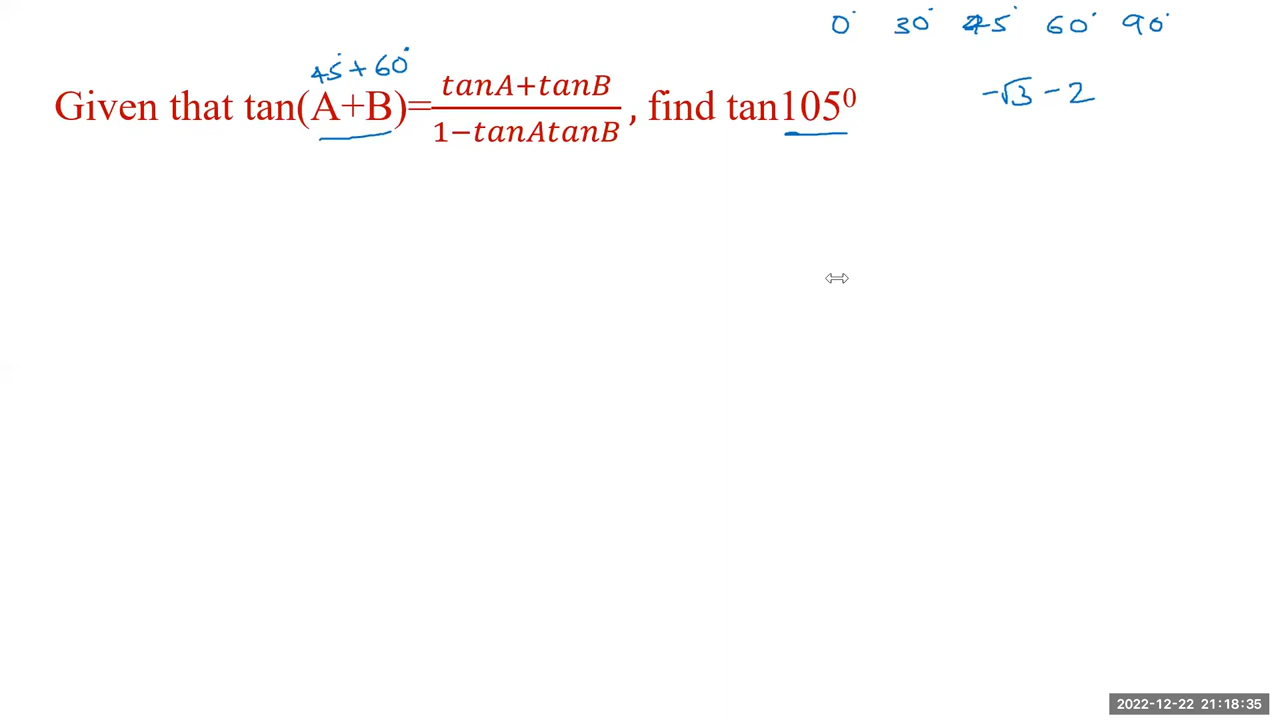 0° 30° 45° 60° 90°
45° + 60°
Given that tan(A+B)=\frac{tanA+tanB}{1−tanAtanB}, find tan105⁰
-√3 - 2
2022-12-22 21:18:35